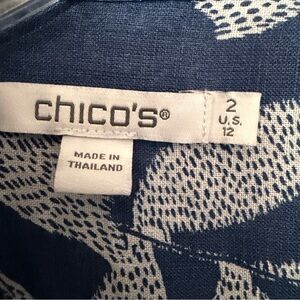 chico's®
2
U.S.
12
MADE IN
THAILAND